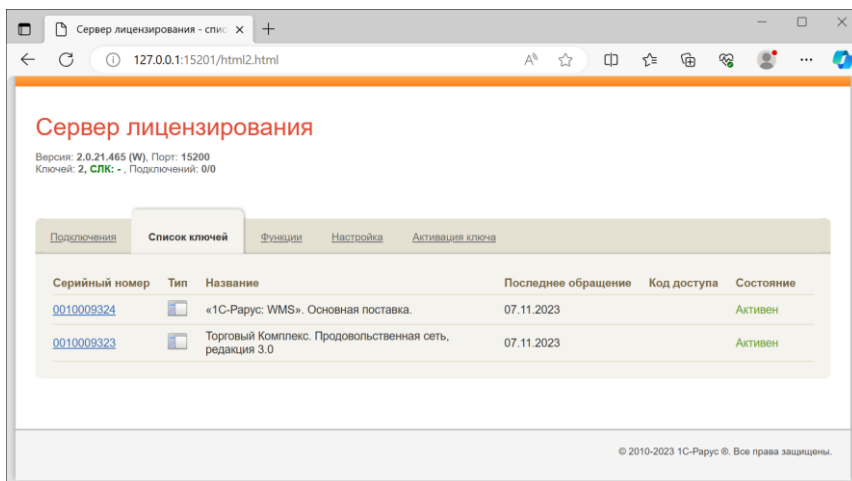 Сервер лицензирования - спис
127.0.0.1:15201/html2.html
Сервер лицензирования
Версия: 2.0.21.465 (W), Порт: 15200
Ключей: 2, СЛК: - , Подключений: 0/0
Подключения Список ключей Функции Настройка Активация ключа
Серийный номер Тип Название Последнее обращение Код доступа Состояние
0010009324 «1С-Рарус: WMS». Основная поставка. 07.11.2023 Активен
0010009323 Торговый Комплекс. Продовольственная сеть, 07.11.2023 Активен
редакция 3.0
© 2010-2023 1С-Рарус ®. Все права защищены.